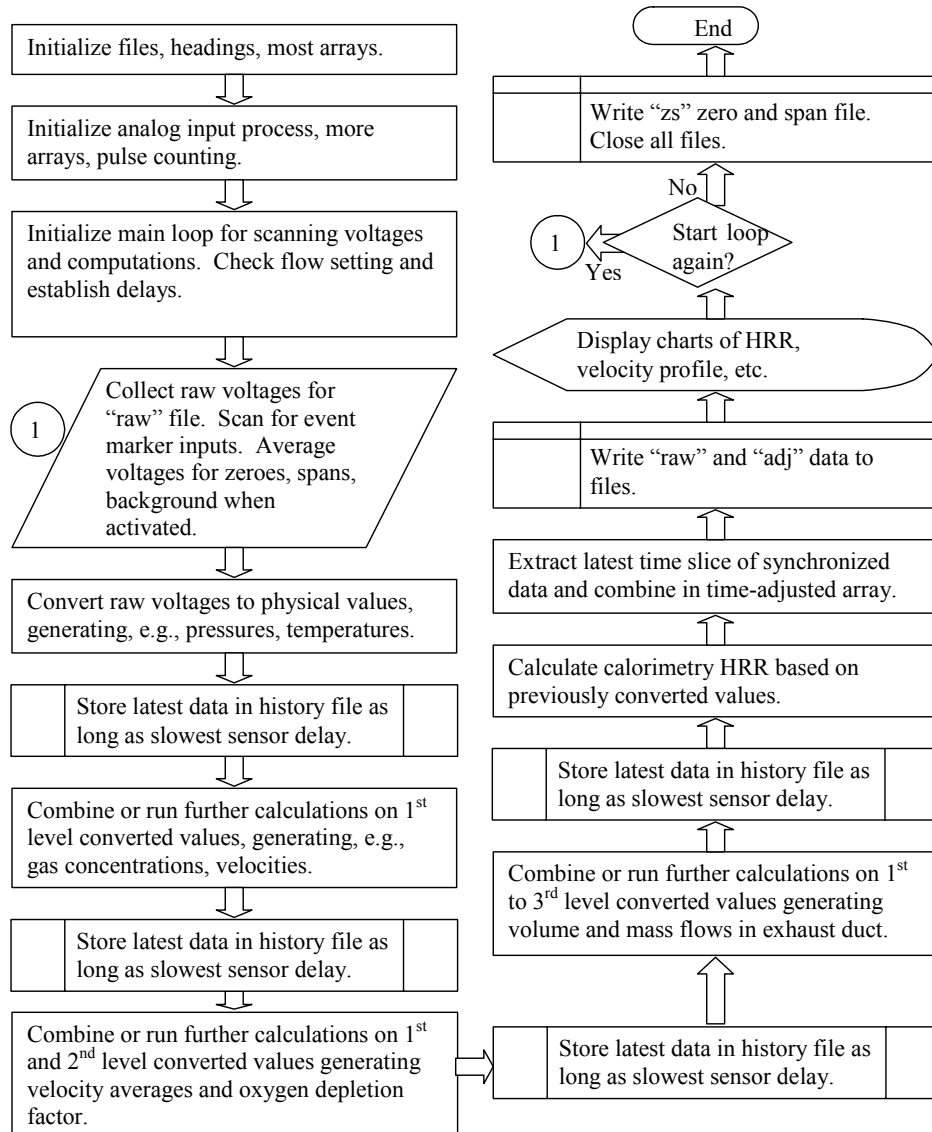 Initialize files, headings, most arrays.
Initialize analog input process, more
arrays, pulse counting.
Initialize main loop for scanning voltages
and computations.  Check flow setting and
establish delays.
1
Collect raw voltages for
“raw” file.  Scan for event
marker inputs.  Average
voltages for zeroes, spans,
background when
activated.
Convert raw voltages to physical values,
generating, e.g., pressures, temperatures.
Store latest data in history file as
long as slowest sensor delay.
Combine or run further calculations on 1st
level converted values, generating, e.g.,
gas concentrations, velocities.
Store latest data in history file as
long as slowest sensor delay.
Combine or run further calculations on 1st
and 2nd level converted values generating
velocity averages and oxygen depletion
factor.
Store latest data in history file as
long as slowest sensor delay.
Combine or run further calculations on 1st
to 3rd level converted values generating
volume and mass flows in exhaust duct.
Store latest data in history file as
long as slowest sensor delay.
Calculate calorimetry HRR based on
previously converted values.
Extract latest time slice of synchronized
data and combine in time-adjusted array.
Write “raw” and “adj” data to
files.
Display charts of HRR,
velocity profile, etc.
Start loop
again?
Yes
1
No
Write “zs” zero and span file.
Close all files.
End